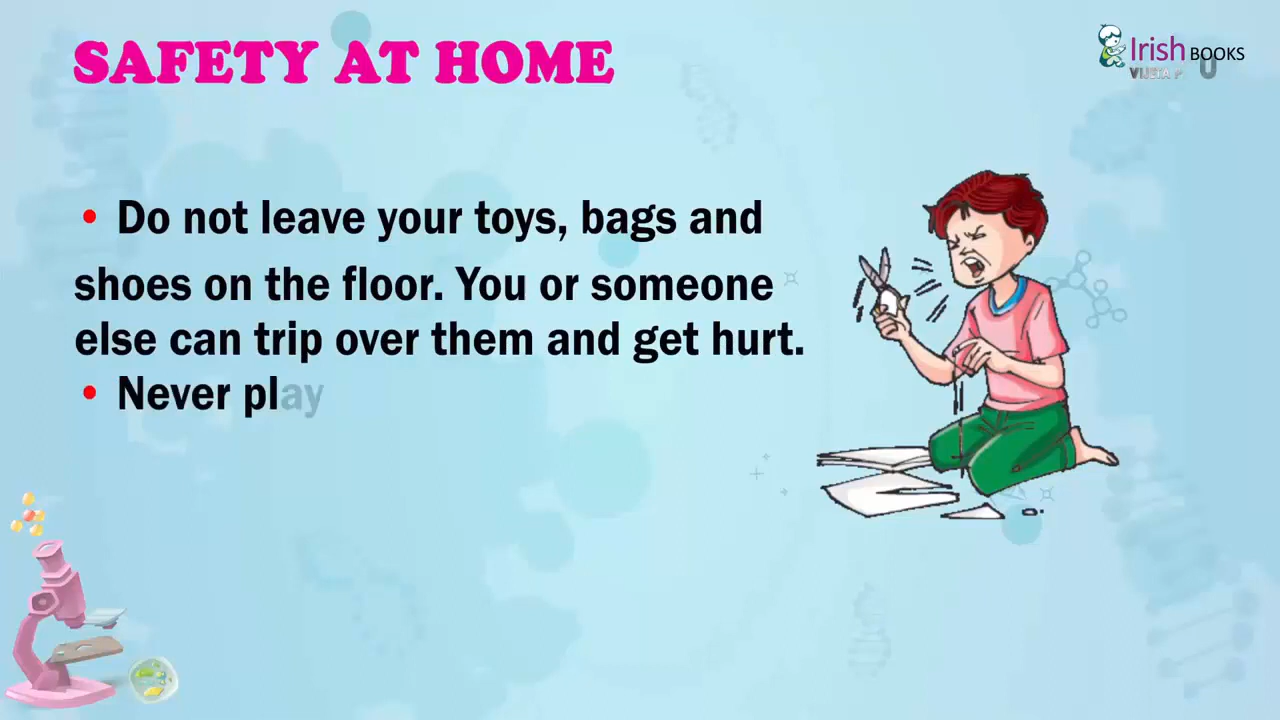 SAFETY AT HOME
Irish BOOKS
• Do not leave your toys, bags and
shoes on the floor. You or someone
else can trip over them and get hurt.
• Never play